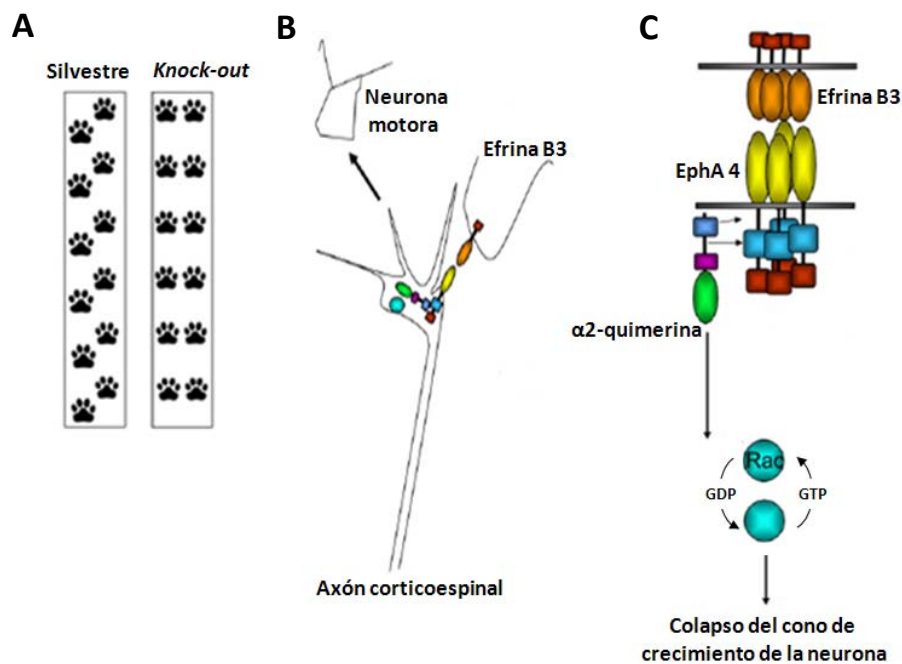 A
Silvestre
Knock-out
B
Neurona
motora
Efrina B3
Axón corticoespinal
C
Efrina B3
EphA 4
α2-quimerina
Rac
GDP
GTP
Colapso del cono de
crecimiento de la neurona